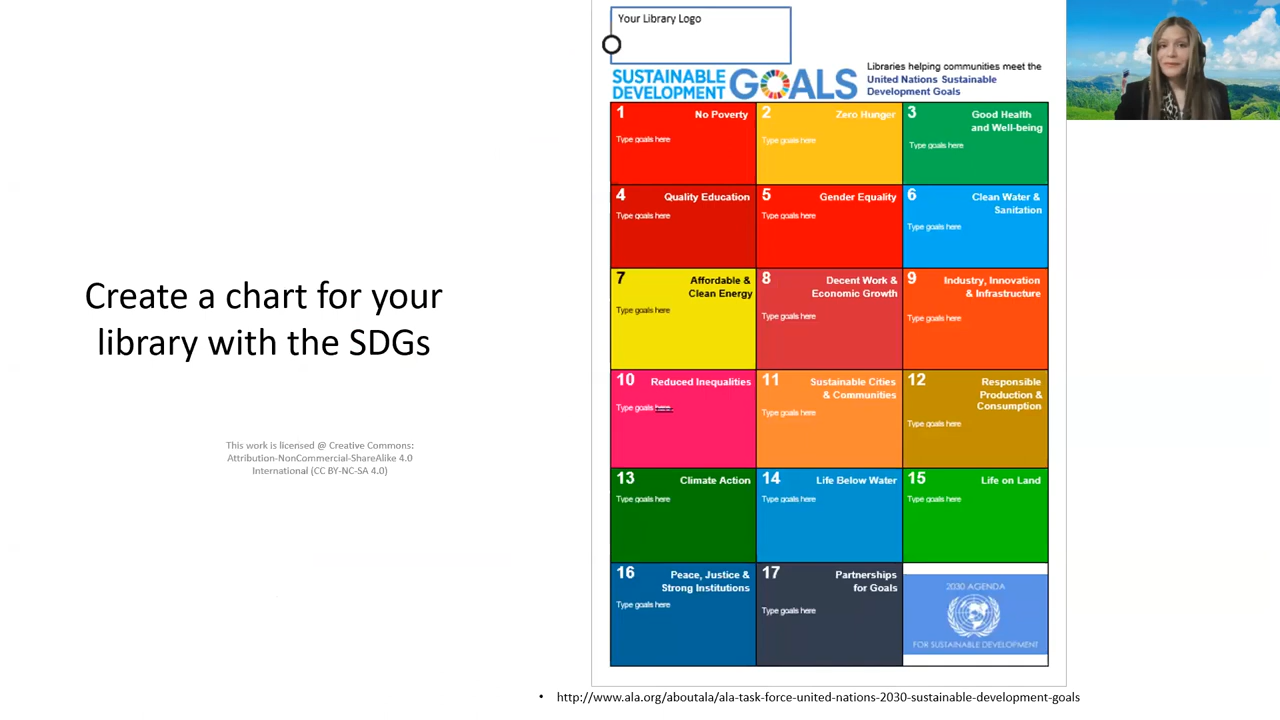 Your Library Logo
SUSTAINABLE
DEVELOPMENT
GOALS
Libraries helping communities meet the
United Nations Sustainable
Development Goals
1 No Poverty
Type goals here
2 Zero Hunger
Type goals here
3 Good Health
and Well-being
Type goals here
4 Quality Education
Type goals here
5 Gender Equality
Type goals here
6 Clean Water &
Sanitation
Type goals here
7 Affordable &
Clean Energy
Type goals here
8 Decent Work &
Economic Growth
Type goals here
9 Industry, Innovation
& Infrastructure
Type goals here
10 Reduced Inequalities
Type goals here
11 Sustainable Cities
& Communities
Type goals here
12 Responsible
Production &
Consumption
Type goals here
13 Climate Action
Type goals here
14 Life Below Water
Type goals here
15 Life on Land
Type goals here
16 Peace, Justice &
Strong Institutions
Type goals here
17 Partnerships
for Goals
Type goals here
2030 AGENDA
FOR SUSTAINABLE DEVELOPMENT
Create a chart for your
library with the SDGs
This work is licensed @ Creative Commons:
Attribution-NonCommercial-ShareAlike 4.0
International (CC BY-NC-SA 4.0)
• http://www.ala.org/aboutala/ala-task-force-united-nations-2030-sustainable-development-goals